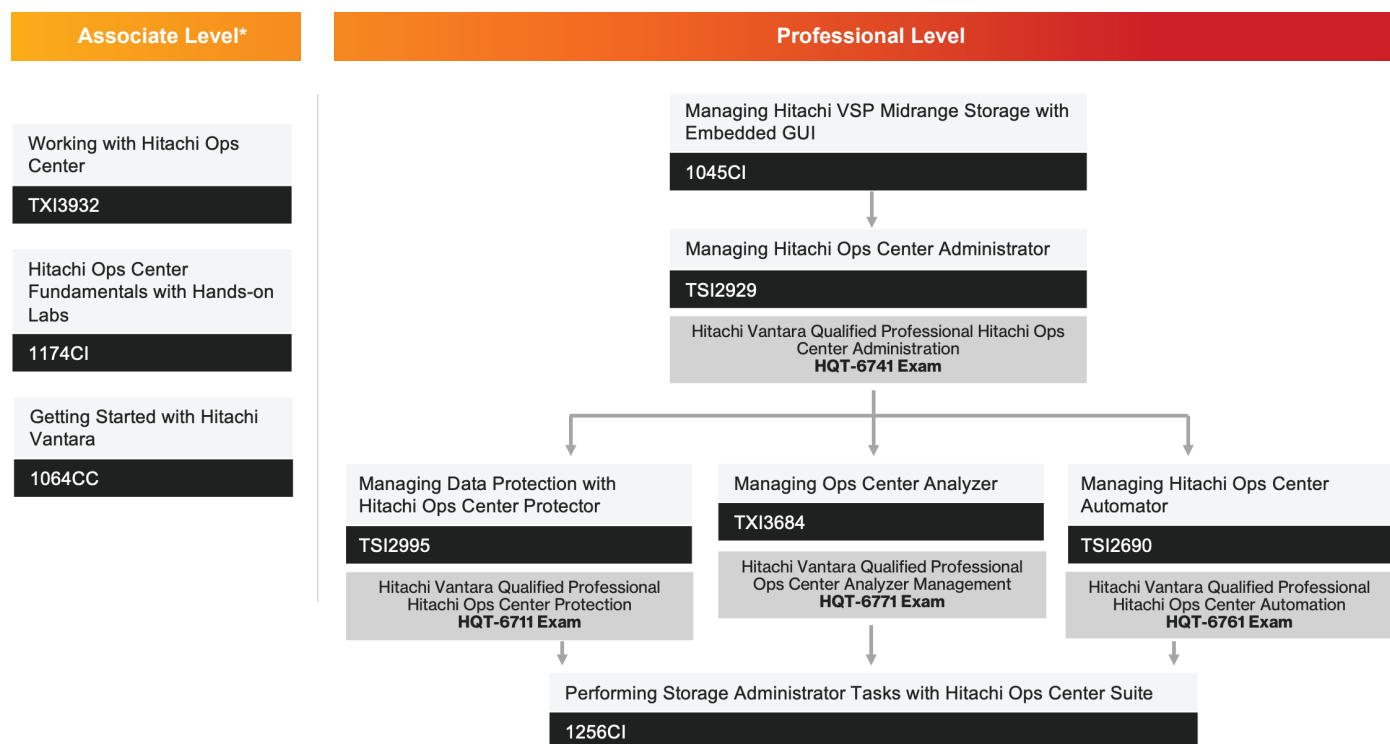 Associate Level*
Professional Level
Working with Hitachi Ops
Center
TXI3932
Hitachi Ops Center
Fundamentals with Hands-on
Labs
1174CI
Getting Started with Hitachi
Vantara
1064CC
Managing Hitachi VSP Midrange Storage with
Embedded GUI
1045CI
Managing Hitachi Ops Center Administrator
TSI2929
Hitachi Vantara Qualified Professional Hitachi Ops
Center Administration
HQT-6741 Exam
Managing Data Protection with
Hitachi Ops Center Protector
TSI2995
Hitachi Vantara Qualified Professional
Hitachi Ops Center Protection
HQT-6711 Exam
Managing Ops Center Analyzer
TXI3684
Hitachi Vantara Qualified Professional
Ops Center Analyzer Management
HQT-6771 Exam
Managing Hitachi Ops Center
Automator
TSI2690
Hitachi Vantara Qualified Professional
Hitachi Ops Center Automation
HQT-6761 Exam
Performing Storage Administrator Tasks with Hitachi Ops Center Suite
1256CI